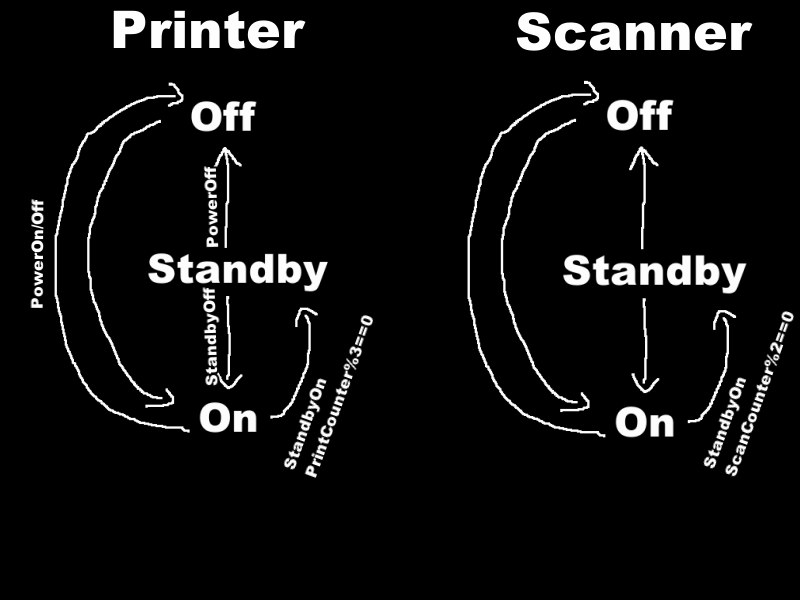 Printer
Off
PowerOn/Off
PowerOff
Standby
StandbyOff
On
StandbyOn
PrintCounter%3==0
Scanner
Off
Standby
On
StandbyOn
ScanCounter%2==0